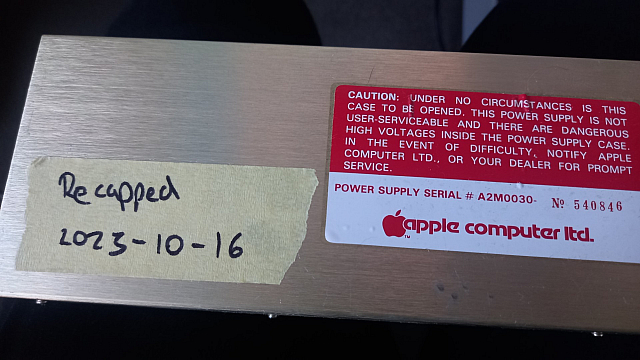 Recapped
2023-10-16
CAUTION: UNDER NO CIRCUMSTANCES IS THIS
CASE TO BE OPENED. THIS POWER SUPPLY IS NOT
USER-SERVICEABLE AND THERE ARE DANGEROUS
HIGH VOLTAGES INSIDE THE POWER SUPPLY CASE.
IN THE EVENT OF DIFFICULTY, NOTIFY APPLE
COMPUTER LTD., OR YOUR DEALER FOR PROMPT
SERVICE.
POWER SUPPLY SERIAL # A2M0030- № 540846
apple computer ltd.
TM